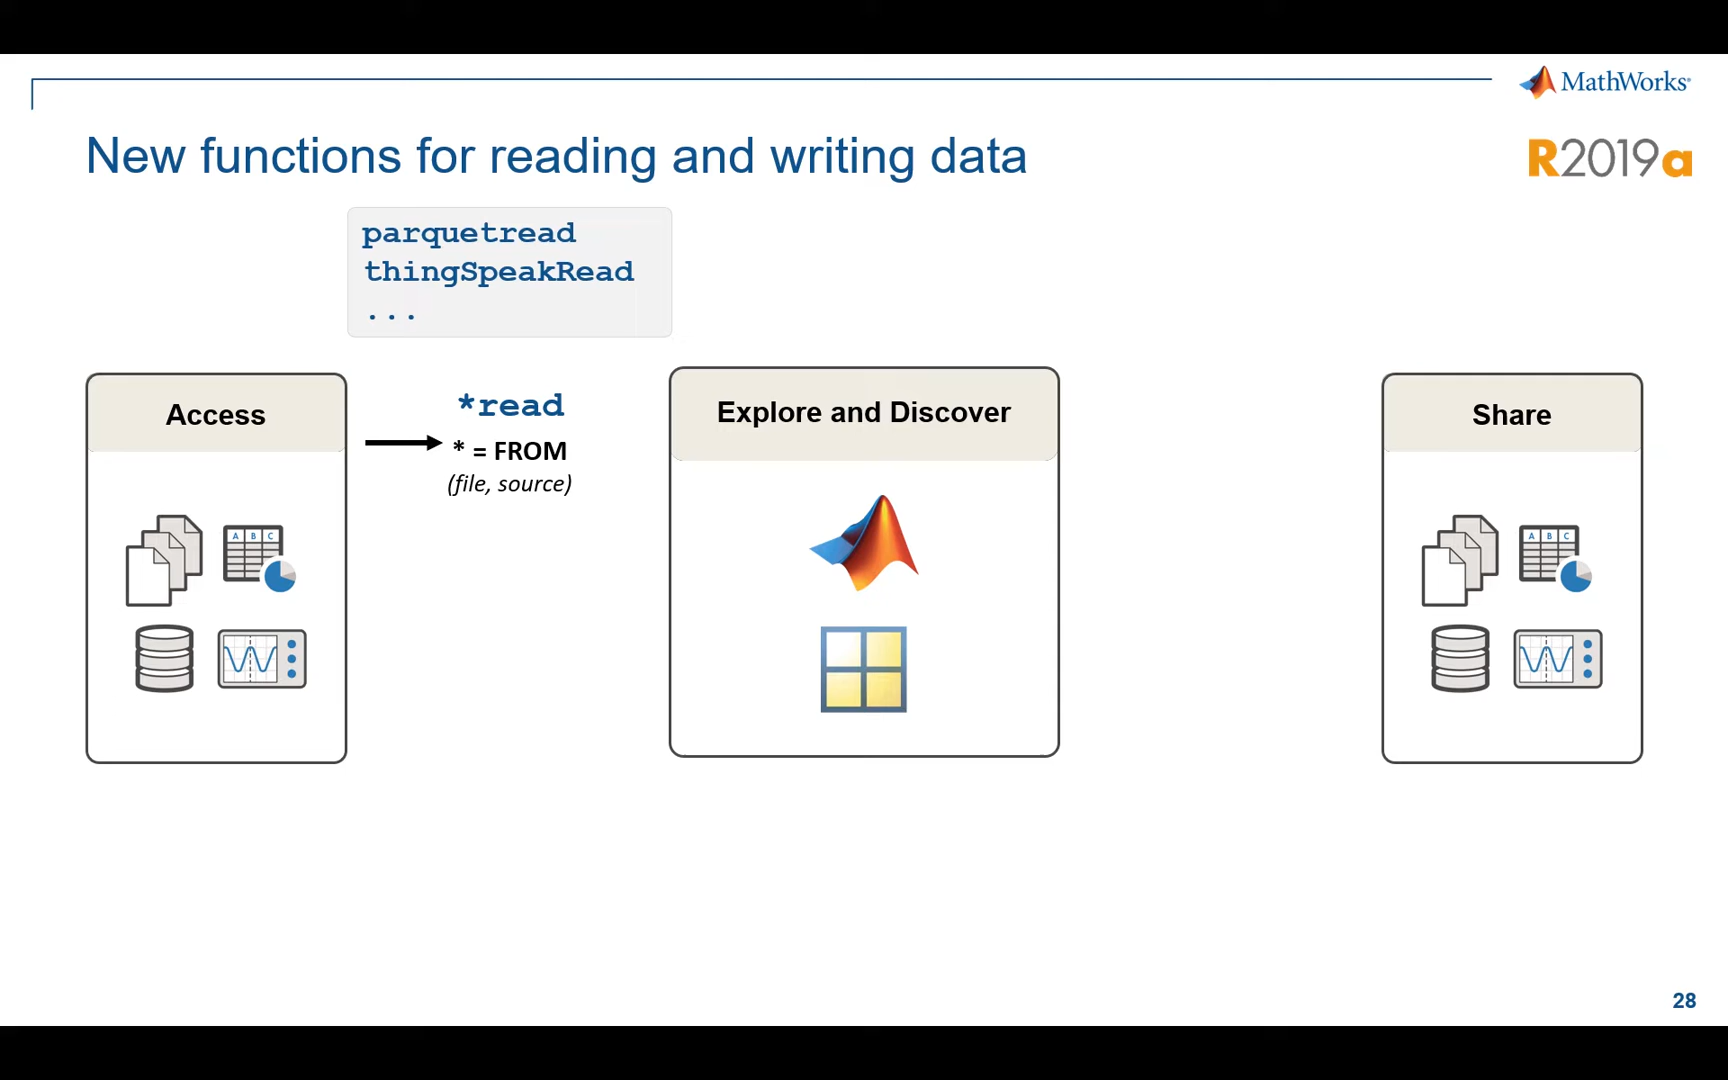 MathWorks®
New functions for reading and writing data
R2019a
parquetread
thingSpeakRead
...
Access
*read
* = FROM
(file, source)
Explore and Discover
Share
A B C
A B C
28